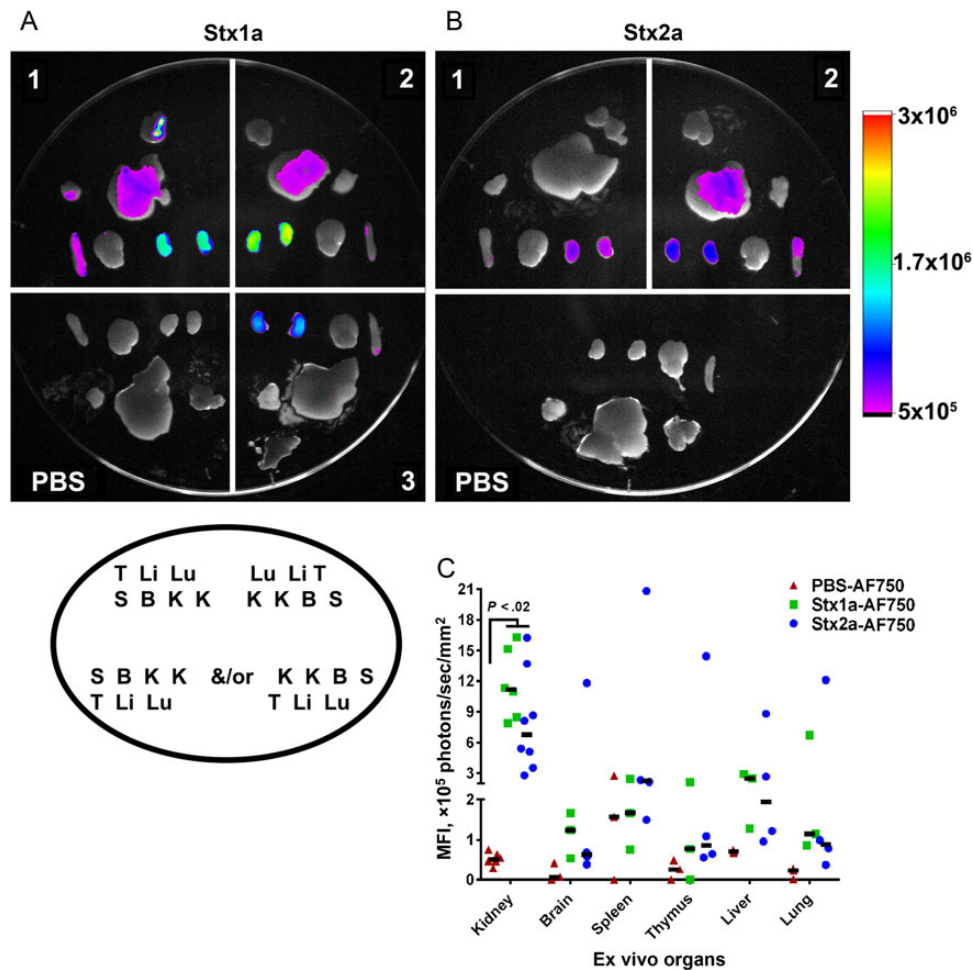 A
Stx1a
1
2
PBS
3
B
Stx2a
1
2
PBS
3x10⁶
1.7x10⁶
5x10⁵
T Li Lu Lu Li T
S B K K K K B S
S B K K &/or K K B S
T Li Lu T Li Lu
C
P < .02
PBS-AF750
Stx1a-AF750
Stx2a-AF750
MFI, ×10⁵ photons/sec/mm²
21
18
15
12
9
6
3
2
1
0
Kidney
Brain
Spleen
Thymus
Liver
Lung
Ex vivo organs